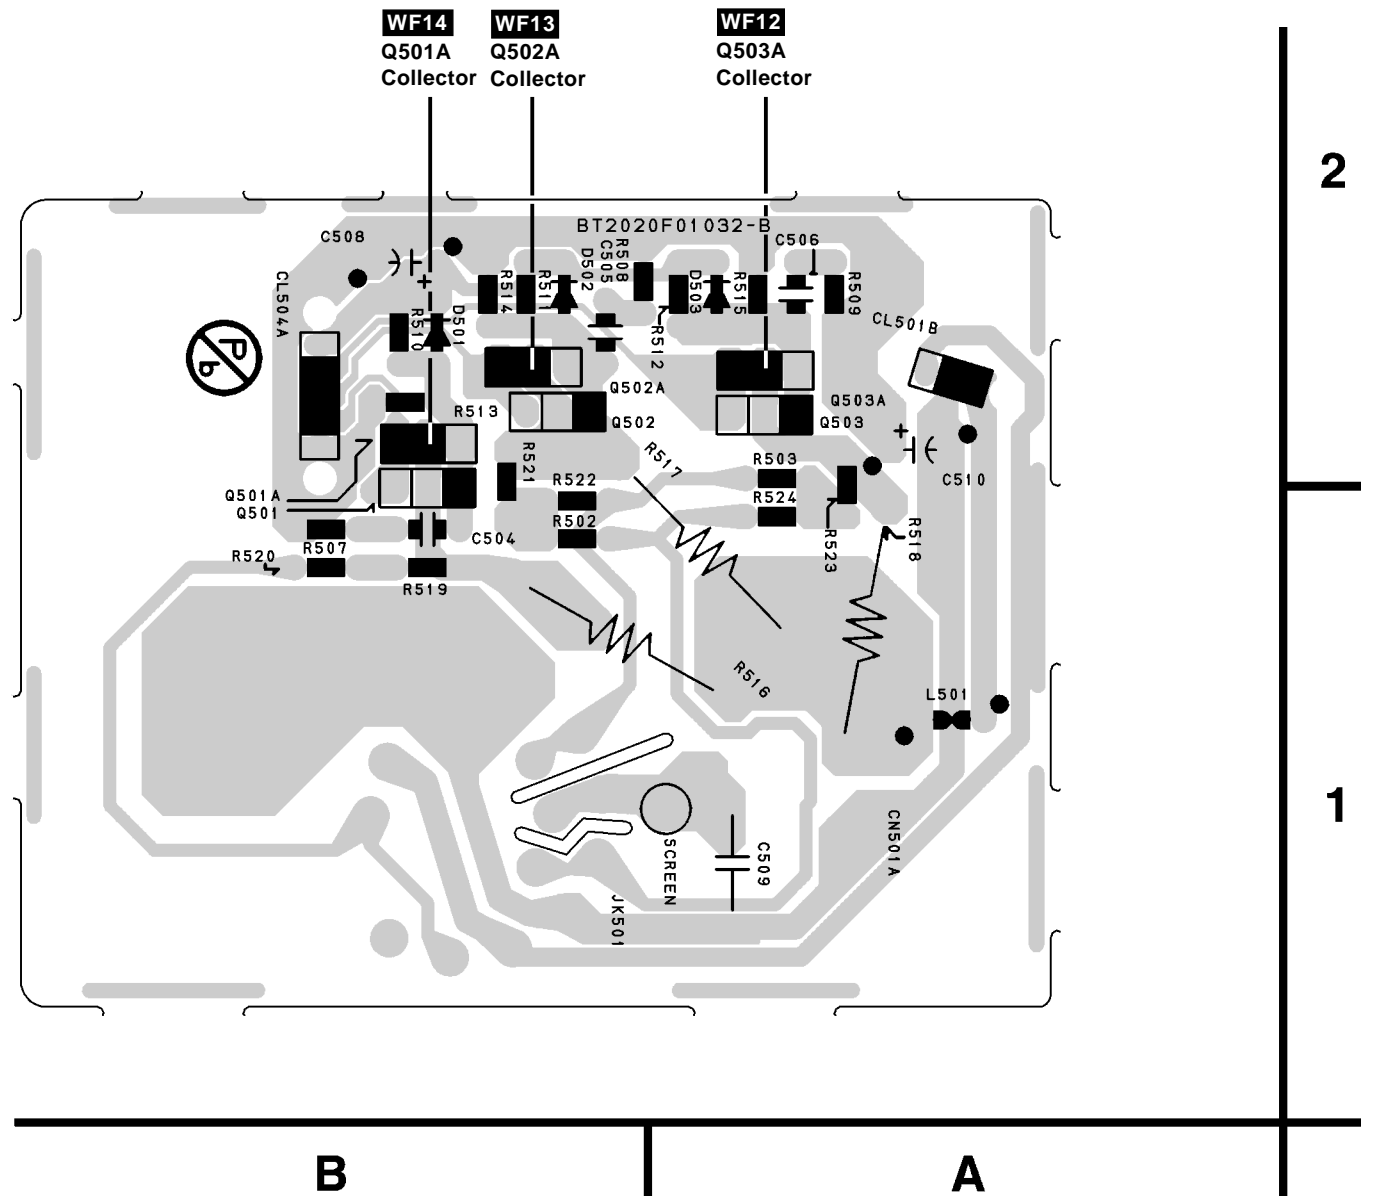 WF14
Q501A
Collector
WF13
Q502A
Collector
WF12
Q503A
Collector
2
BT2020F01032-B
C508
C506
R508
C505
D502
R514
R511
D503
R515
R509
CL504A
R510
D501
R512
CL501B
Pb
Q502A
Q503A
R513
Q502
Q503
R521
R517
R503
R522
C510
Q501A
Q501
R524
R502
R507
C504
R523
R518
R520
R519
R516
L501
1
CN501A
C509
SCREEN
JK501
B
A